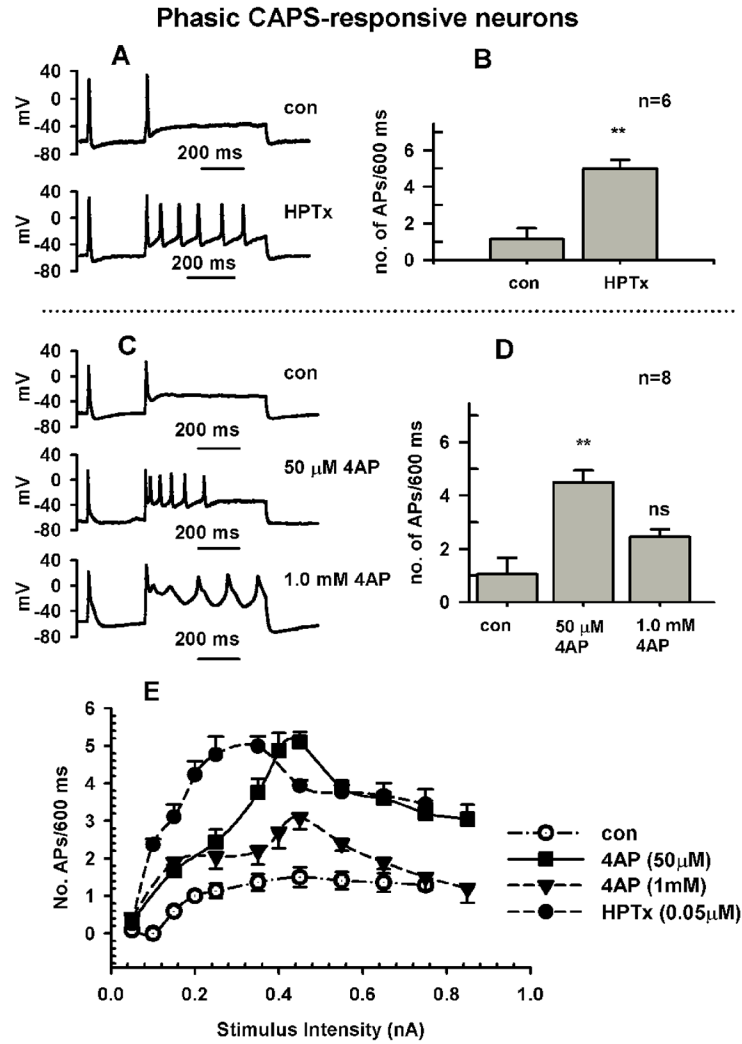 Phasic CAPS-responsive neurons
A
40
0
-40
-80
mV
con
200 ms
40
0
-40
-80
mV
HPTx
200 ms
B
n=6
**
6
4
2
0
no. of APs/600 ms
con
HPTx
C
40
0
-40
-80
mV
con
200 ms
40
0
-40
-80
mV
50 µM 4AP
200 ms
40
0
-40
-80
mV
1.0 mM 4AP
200 ms
D
n=8
**
ns
6
4
2
0
no. of APs/600 ms
con
50 µM
4AP
1.0 mM
4AP
E
6
5
4
3
2
1
0
No. APs/600 ms
0.0 0.2 0.4 0.6 0.8 1.0
Stimulus Intensity (nA)
con
4AP (50µM)
4AP (1mM)
HPTx (0.05µM)